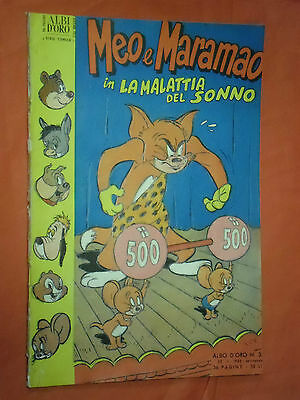 ALBI
D'ORO
Meo e Maramao
in LA MALATTIA
DEL SONNO
500
500
ALBO D'ORO N. 3
36 PAGINE